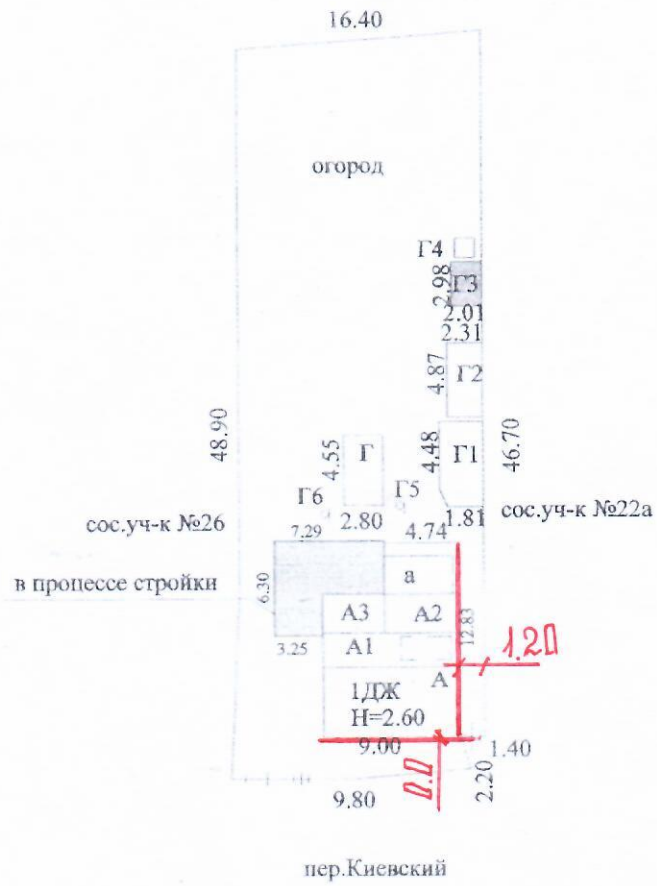 16.40
огород
Г4
2.98
Г3
2.01
2.31
4.87
Г2
48.90
46.70
4.55
Г
4.48
Г1
Г6
Г5
сос.уч-к №26
7.29
2.80
4.74
1.81
сос.уч-к №22а
в процессе стройки
6.30
а
А3
А2
12.83
3.25
А1
1.20
А
1ДЖ
Н=2.60
9.00
1.40
0.0
2.20
9.80
пер.Киевский